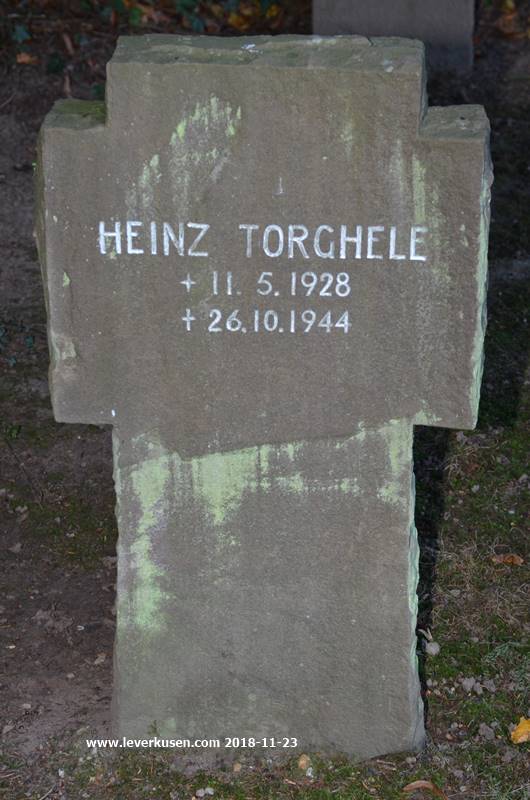 HEINZ TORGHELE
+ 11. 5. 1928
✝ 26.10.1944
www.leverkusen.com 2018-11-23